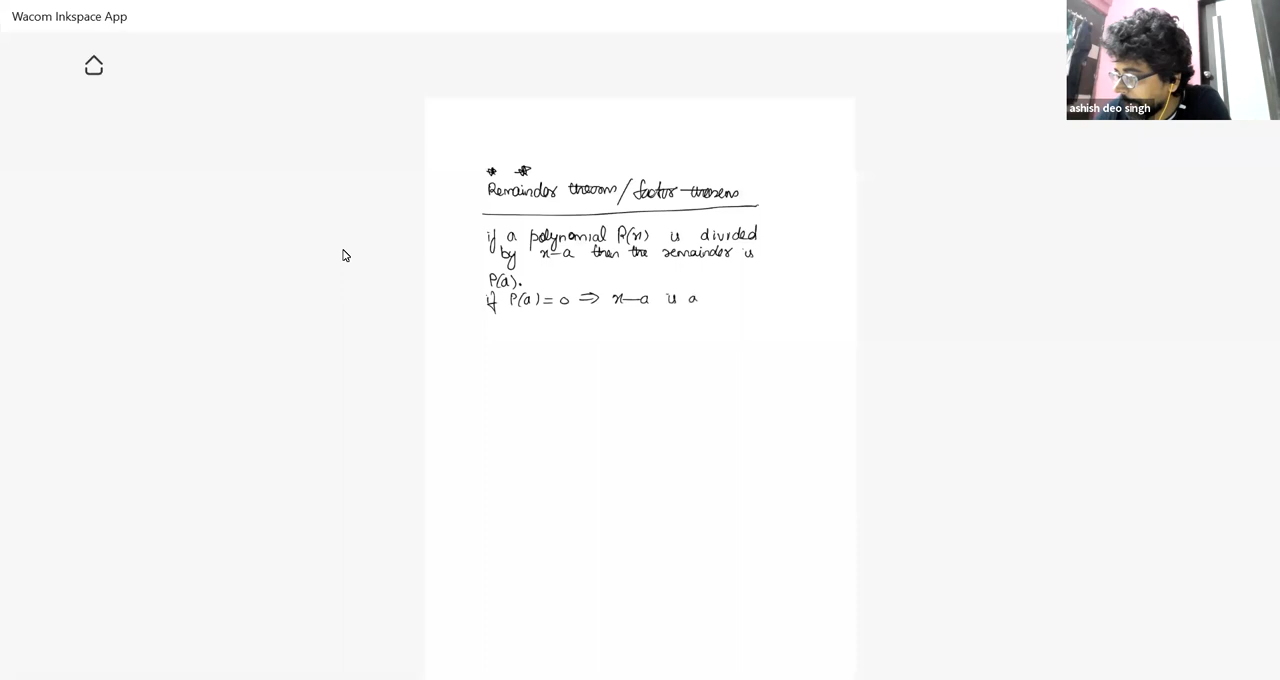 Wacom Inkspace App
ashish deo singh
Remainder theorem / factor theorem
if a polynomial P(x) is divided
by x-a then the remainder is
P(a).
if P(a) = 0 ⇒ x-a is a